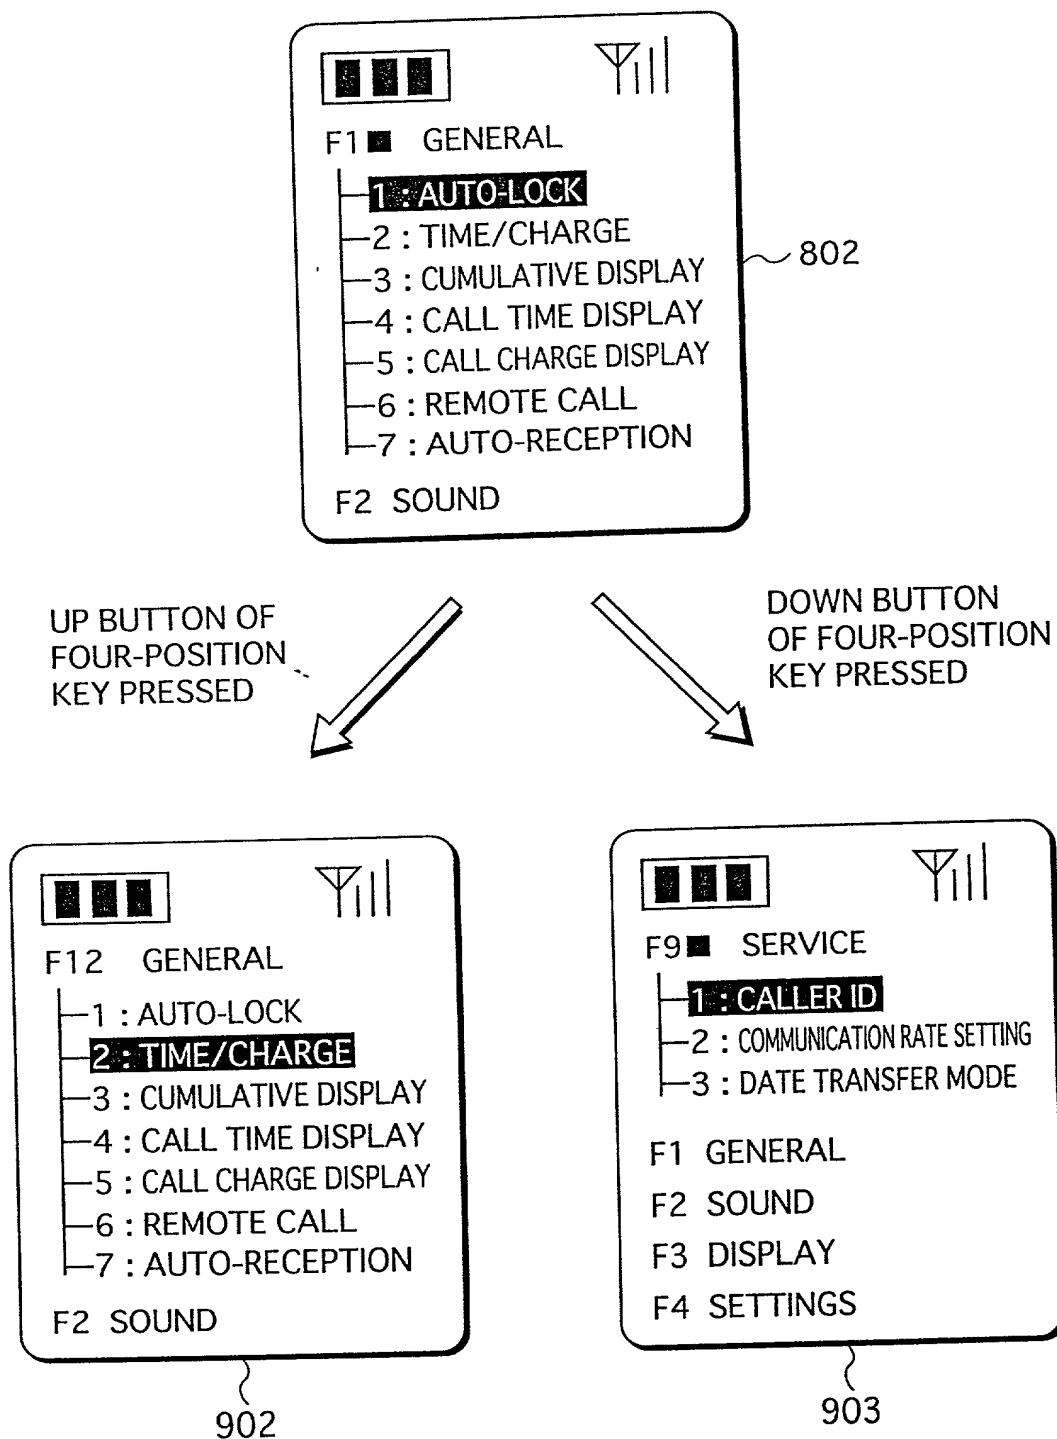 F1■ GENERAL
1 : AUTO-LOCK
2 : TIME/CHARGE
3 : CUMULATIVE DISPLAY
4 : CALL TIME DISPLAY
5 : CALL CHARGE DISPLAY
6 : REMOTE CALL
7 : AUTO-RECEPTION
F2 SOUND
802
UP BUTTON OF
FOUR-POSITION
KEY PRESSED
DOWN BUTTON
OF FOUR-POSITION
KEY PRESSED
F12 GENERAL
1 : AUTO-LOCK
2 : TIME/CHARGE
3 : CUMULATIVE DISPLAY
4 : CALL TIME DISPLAY
5 : CALL CHARGE DISPLAY
6 : REMOTE CALL
7 : AUTO-RECEPTION
F2 SOUND
902
F9■ SERVICE
1 : CALLER ID
2 : COMMUNICATION RATE SETTING
3 : DATE TRANSFER MODE
F1 GENERAL
F2 SOUND
F3 DISPLAY
F4 SETTINGS
903